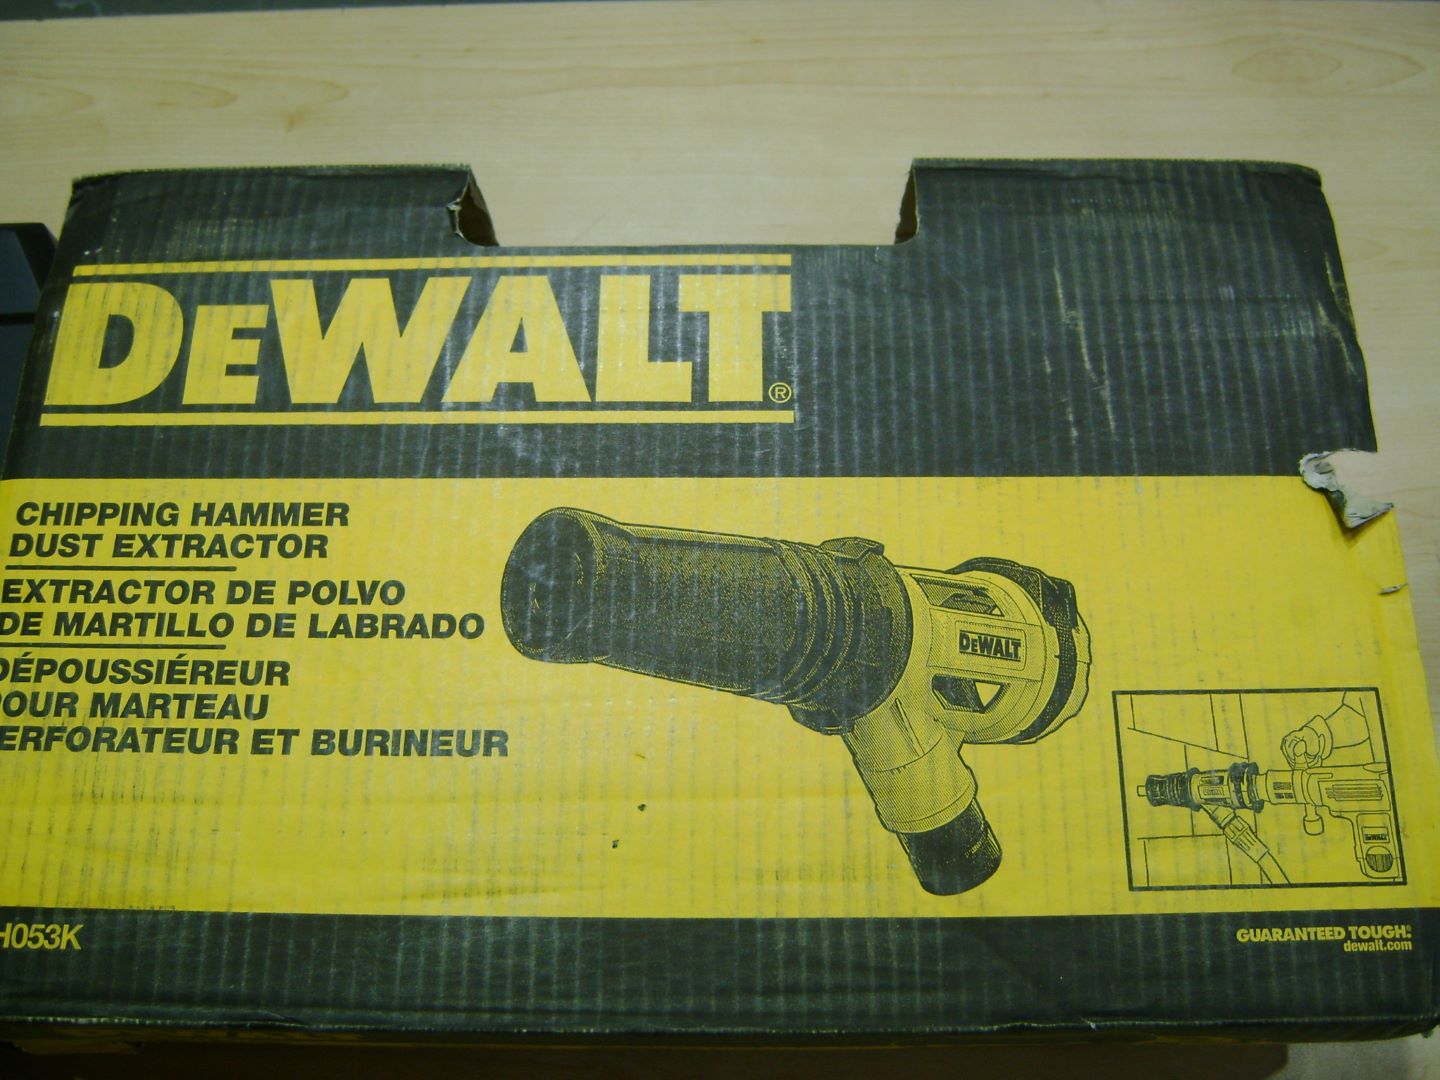 DEWALT®
CHIPPING HAMMER
DUST EXTRACTOR
EXTRACTOR DE POLVO
DE MARTILLO DE LABRADO
DÉPOUSSIÉREUR
POUR MARTEAU
ERFORATEUR ET BURINEUR
DEWALT
H053K
GUARANTEED TOUGH.®
dewalt.com